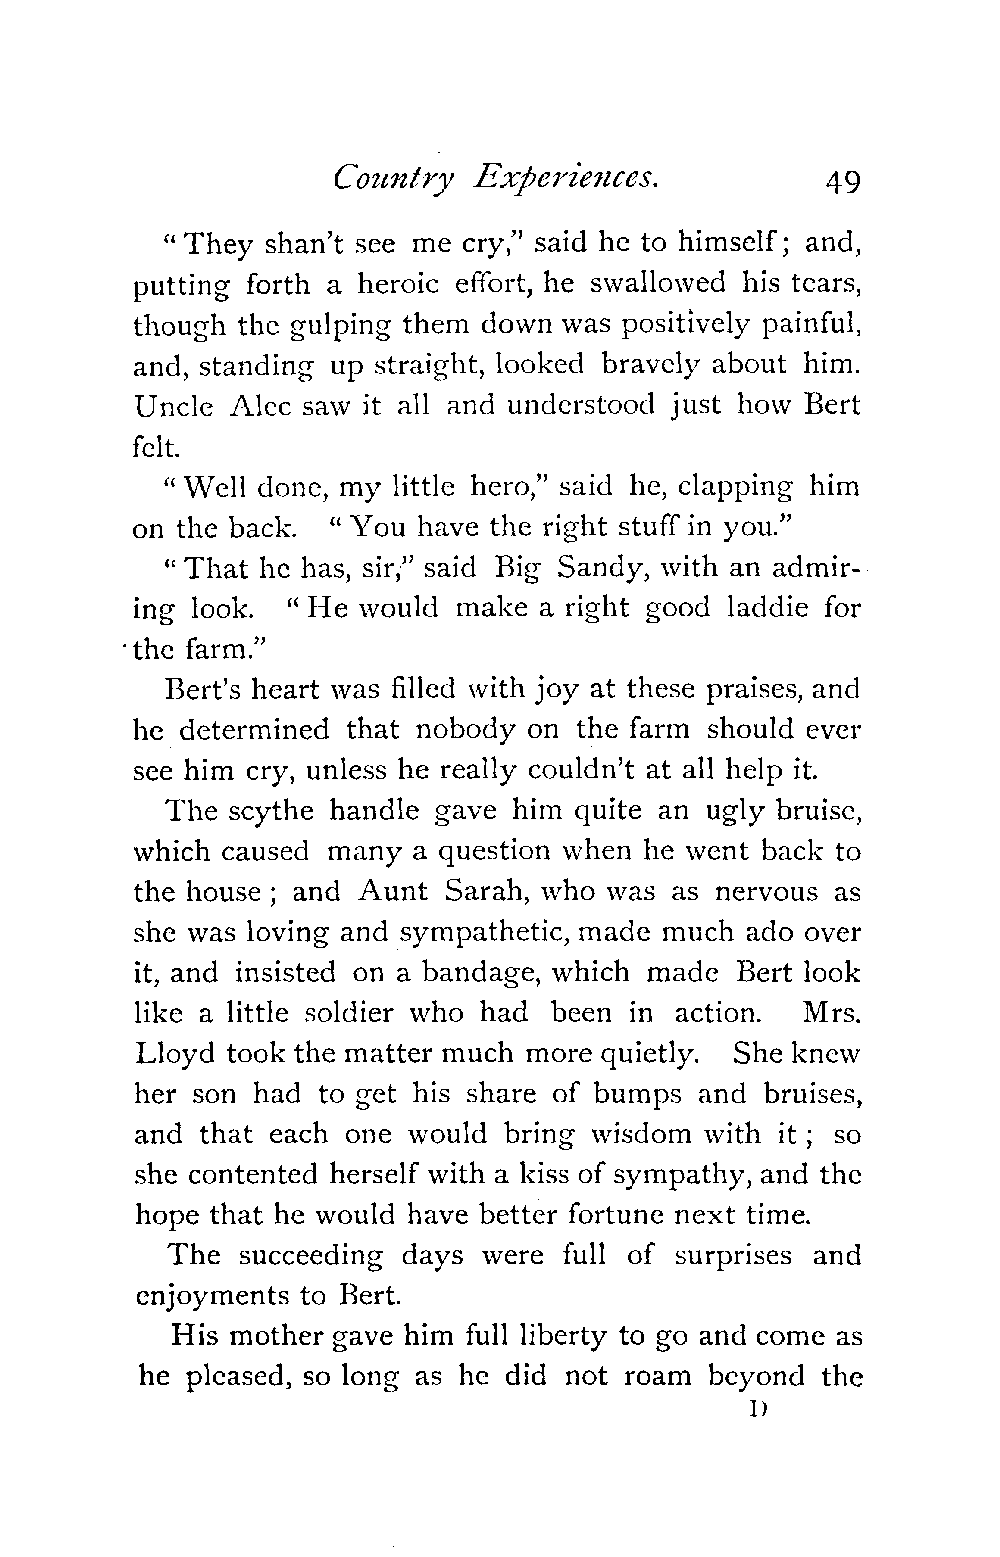 Country Experiences. 49
“They shan’t see me cry,” said he to himself; and,
putting forth a heroic effort, he swallowed his tears,
though the gulping them down was positively painful,
and, standing up straight, looked bravely about him.
Uncle Alec saw it all and understood just how Bert
felt.
“Well done, my little hero,” said he, clapping him
on the back. “You have the right stuff in you.”
“That he has, sir,” said Big Sandy, with an admir-
ing look. “He would make a right good laddie for
the farm.”
Bert’s heart was filled with joy at these praises, and
he determined that nobody on the farm should ever
see him cry, unless he really couldn’t at all help it.
The scythe handle gave him quite an ugly bruise,
which caused many a question when he went back to
the house; and Aunt Sarah, who was as nervous as
she was loving and sympathetic, made much ado over
it, and insisted on a bandage, which made Bert look
like a little soldier who had been in action. Mrs.
Lloyd took the matter much more quietly. She knew
her son had to get his share of bumps and bruises,
and that each one would bring wisdom with it; so
she contented herself with a kiss of sympathy, and the
hope that he would have better fortune next time.
The succeeding days were full of surprises and
enjoyments to Bert.
His mother gave him full liberty to go and come as
he pleased, so long as he did not roam beyond the
D